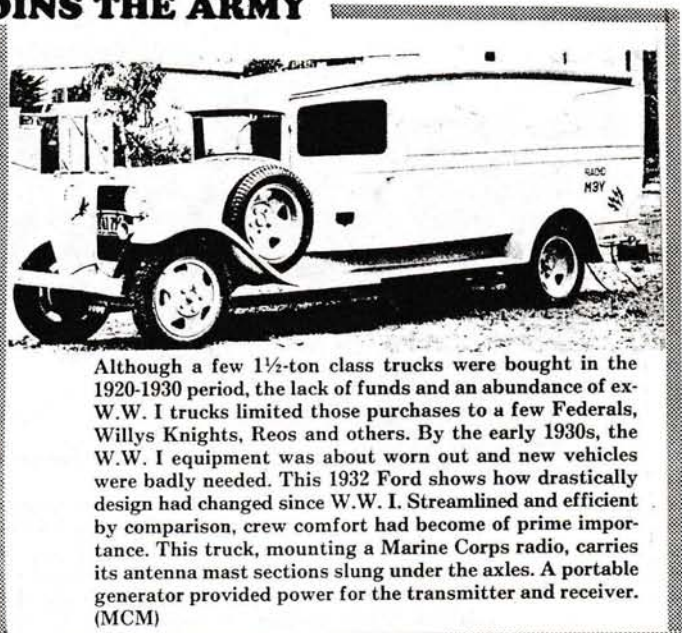 OINS THE ARMY
RADIO
M3Y
Although a few 1½-ton class trucks were bought in the
1920-1930 period, the lack of funds and an abundance of ex-
W.W. I trucks limited those purchases to a few Federals,
Willys Knights, Reos and others. By the early 1930s, the
W.W. I equipment was about worn out and new vehicles
were badly needed. This 1932 Ford shows how drastically
design had changed since W.W. I. Streamlined and efficient
by comparison, crew comfort had become of prime impor-
tance. This truck, mounting a Marine Corps radio, carries
its antenna mast sections slung under the axles. A portable
generator provided power for the transmitter and receiver.
(MCM)